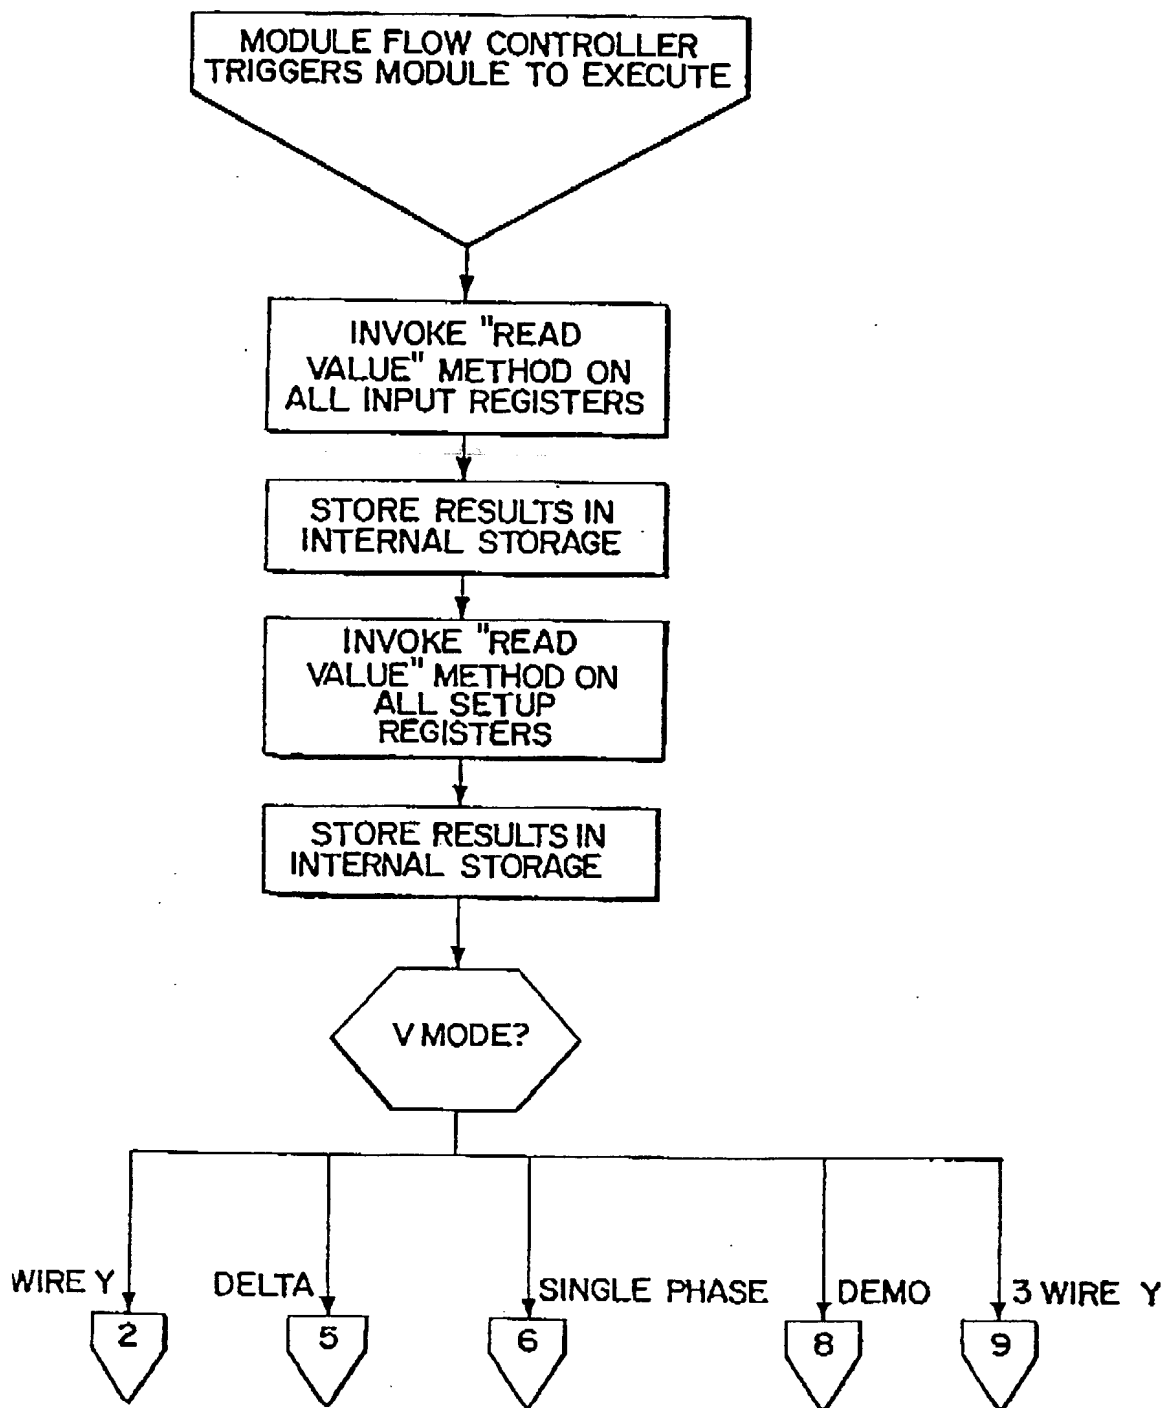 MODULE FLOW CONTROLLER
TRIGGERS MODULE TO EXECUTE
INVOKE "READ
VALUE" METHOD ON
ALL INPUT REGISTERS
STORE RESULTS IN
INTERNAL STORAGE
INVOKE "READ
VALUE" METHOD ON
ALL SETUP
REGISTERS
STORE RESULTS IN
INTERNAL STORAGE
V MODE?
WIRE Y
DELTA
SINGLE PHASE
DEMO
3 WIRE Y
2
5
6
8
9